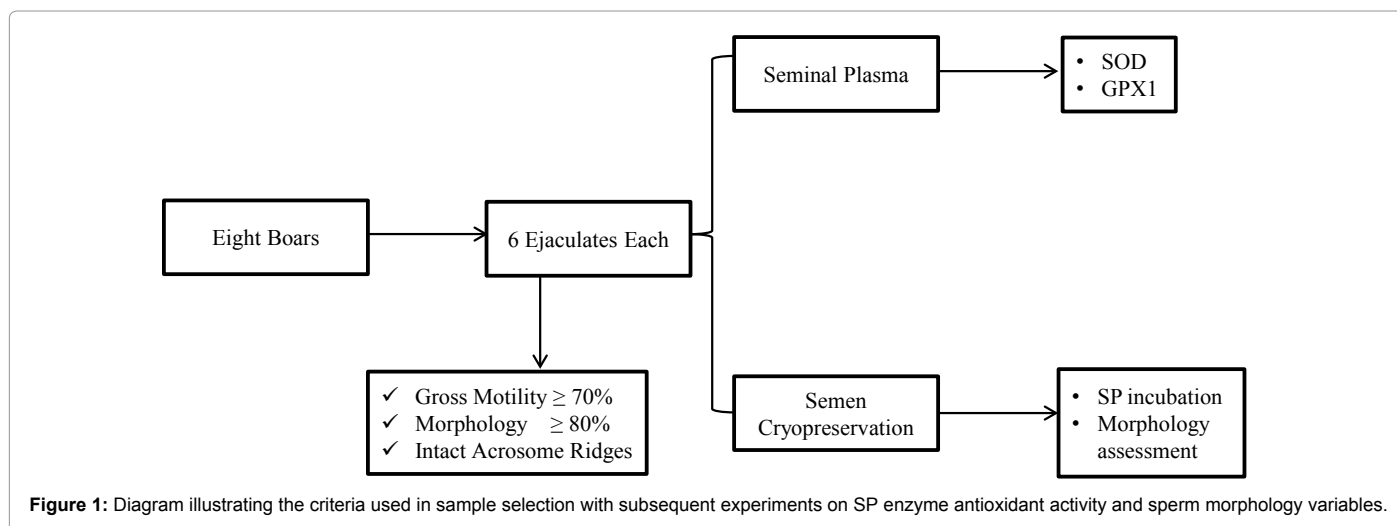 Seminal Plasma
• SOD
• GPX1
Eight Boars
6 Ejaculates Each
✓ Gross Motility ≥ 70%
✓ Morphology ≥ 80%
✓ Intact Acrosome Ridges
Semen
Cryopreservation
• SP incubation
• Morphology
assessment
Figure 1: Diagram illustrating the criteria used in sample selection with subsequent experiments on SP enzyme antioxidant activity and sperm morphology variables.